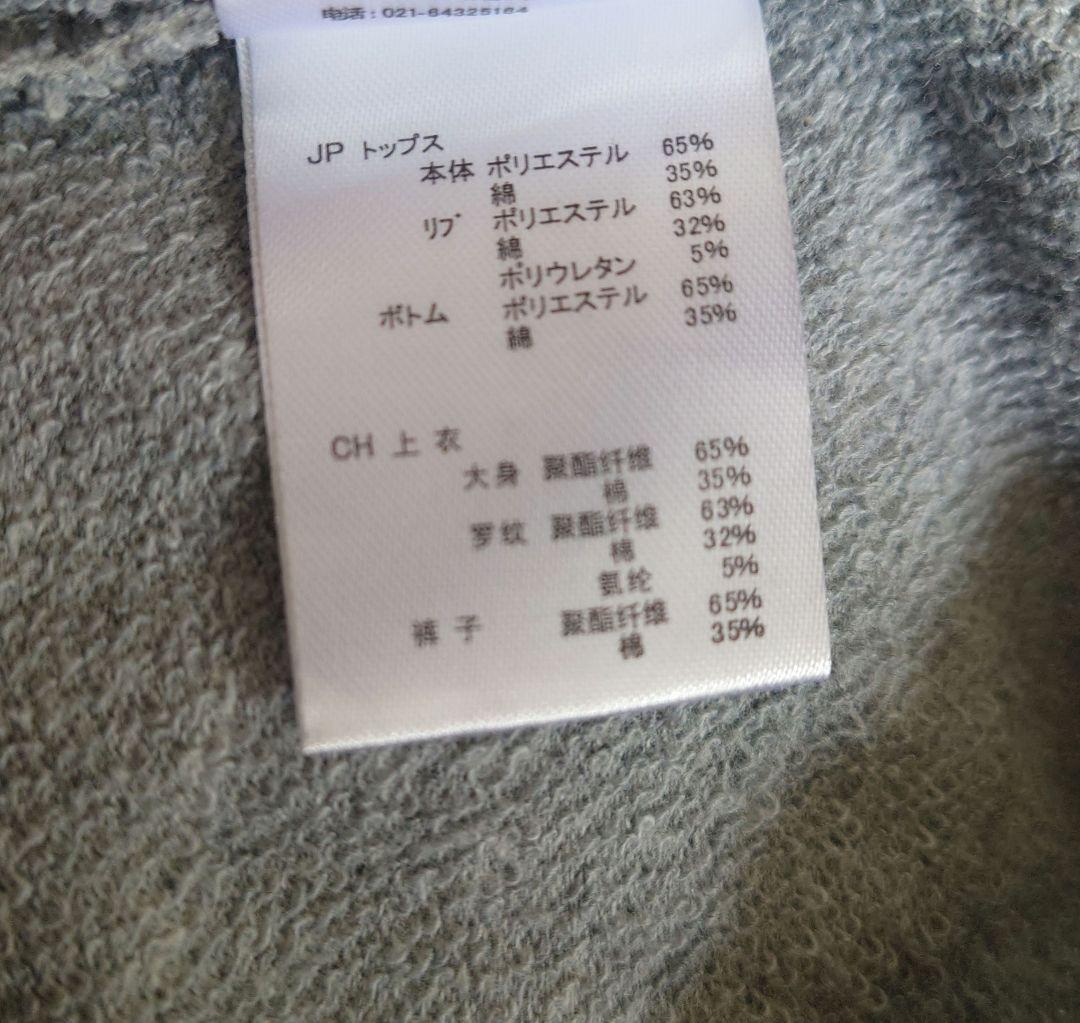 电话：021-64325164
JP トップス
本体 ポリエステル 65%
綿 35%
リブ ポリエステル 63%
綿 32%
ポリウレタン 5%
ボトム ポリエステル 65%
綿 35%
CH 上 衣
大身 聚酯纤维 65%
棉 35%
罗纹 聚酯纤维 63%
棉 32%
氨纶 5%
裤 子 聚酯纤维 65%
棉 35%